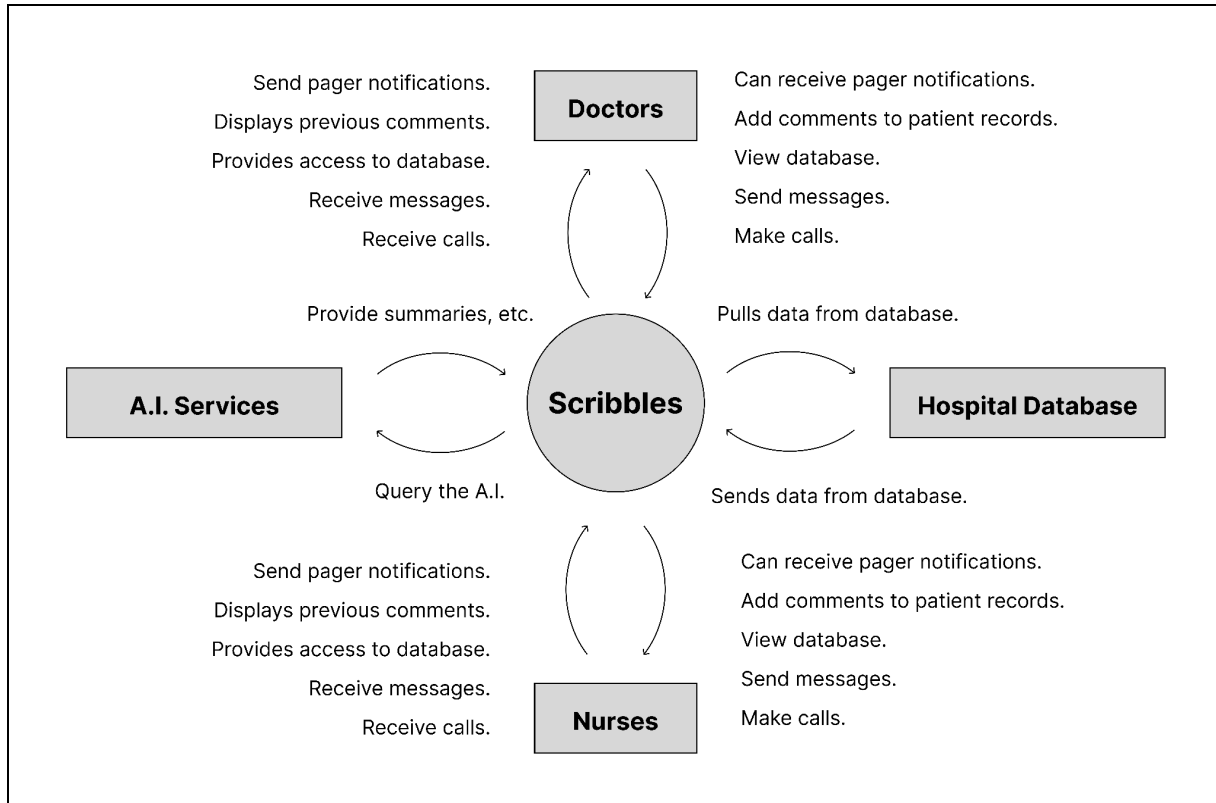 Send pager notifications.
Displays previous comments.
Provides access to database.
Receive messages.
Receive calls.
Doctors
Can receive pager notifications.
Add comments to patient records.
View database.
Send messages.
Make calls.
Provide summaries, etc.
Pulls data from database.
A.I. Services
Scribbles
Hospital Database
Query the A.I.
Sends data from database.
Send pager notifications.
Displays previous comments.
Provides access to database.
Receive messages.
Receive calls.
Nurses
Can receive pager notifications.
Add comments to patient records.
View database.
Send messages.
Make calls.